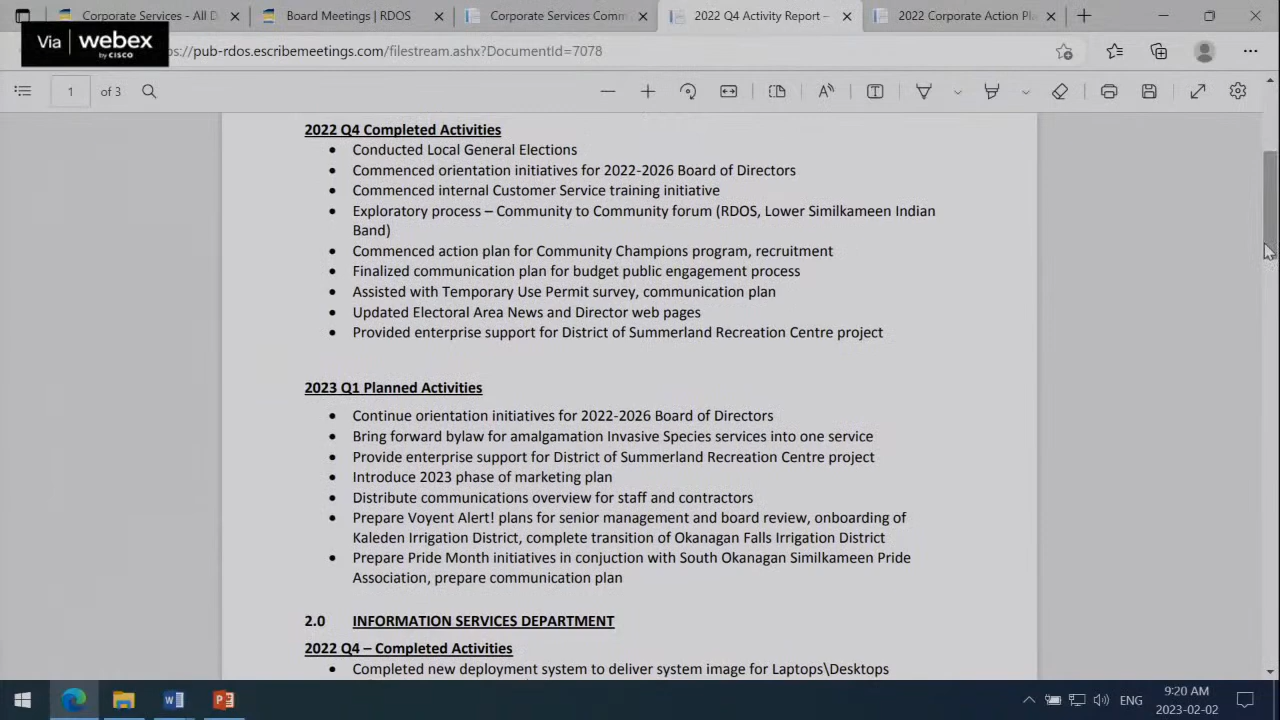 Corporate Services - All D
Board Meetings | RDOS
Corporate Services Comm
2022 Q4 Activity Report –
2022 Corporate Action Pl
Via webex
by CISCO
s://pub-rdos.escribemeetings.com/filestream.ashx?DocumentId=7078
1 of 3
2022 Q4 Completed Activities
• Conducted Local General Elections
• Commenced orientation initiatives for 2022-2026 Board of Directors
• Commenced internal Customer Service training initiative
• Exploratory process – Community to Community forum (RDOS, Lower Similkameen Indian
Band)
• Commenced action plan for Community Champions program, recruitment
• Finalized communication plan for budget public engagement process
• Assisted with Temporary Use Permit survey, communication plan
• Updated Electoral Area News and Director web pages
• Provided enterprise support for District of Summerland Recreation Centre project
2023 Q1 Planned Activities
• Continue orientation initiatives for 2022-2026 Board of Directors
• Bring forward bylaw for amalgamation Invasive Species services into one service
• Provide enterprise support for District of Summerland Recreation Centre project
• Introduce 2023 phase of marketing plan
• Distribute communications overview for staff and contractors
• Prepare Voyent Alert! plans for senior management and board review, onboarding of
Kaleden Irrigation District, complete transition of Okanagan Falls Irrigation District
• Prepare Pride Month initiatives in conjuction with South Okanagan Similkameen Pride
Association, prepare communication plan
2.0 INFORMATION SERVICES DEPARTMENT
2022 Q4 – Completed Activities
• Completed new deployment system to deliver system image for Laptops\Desktops
ENG
9:20 AM
2023-02-02